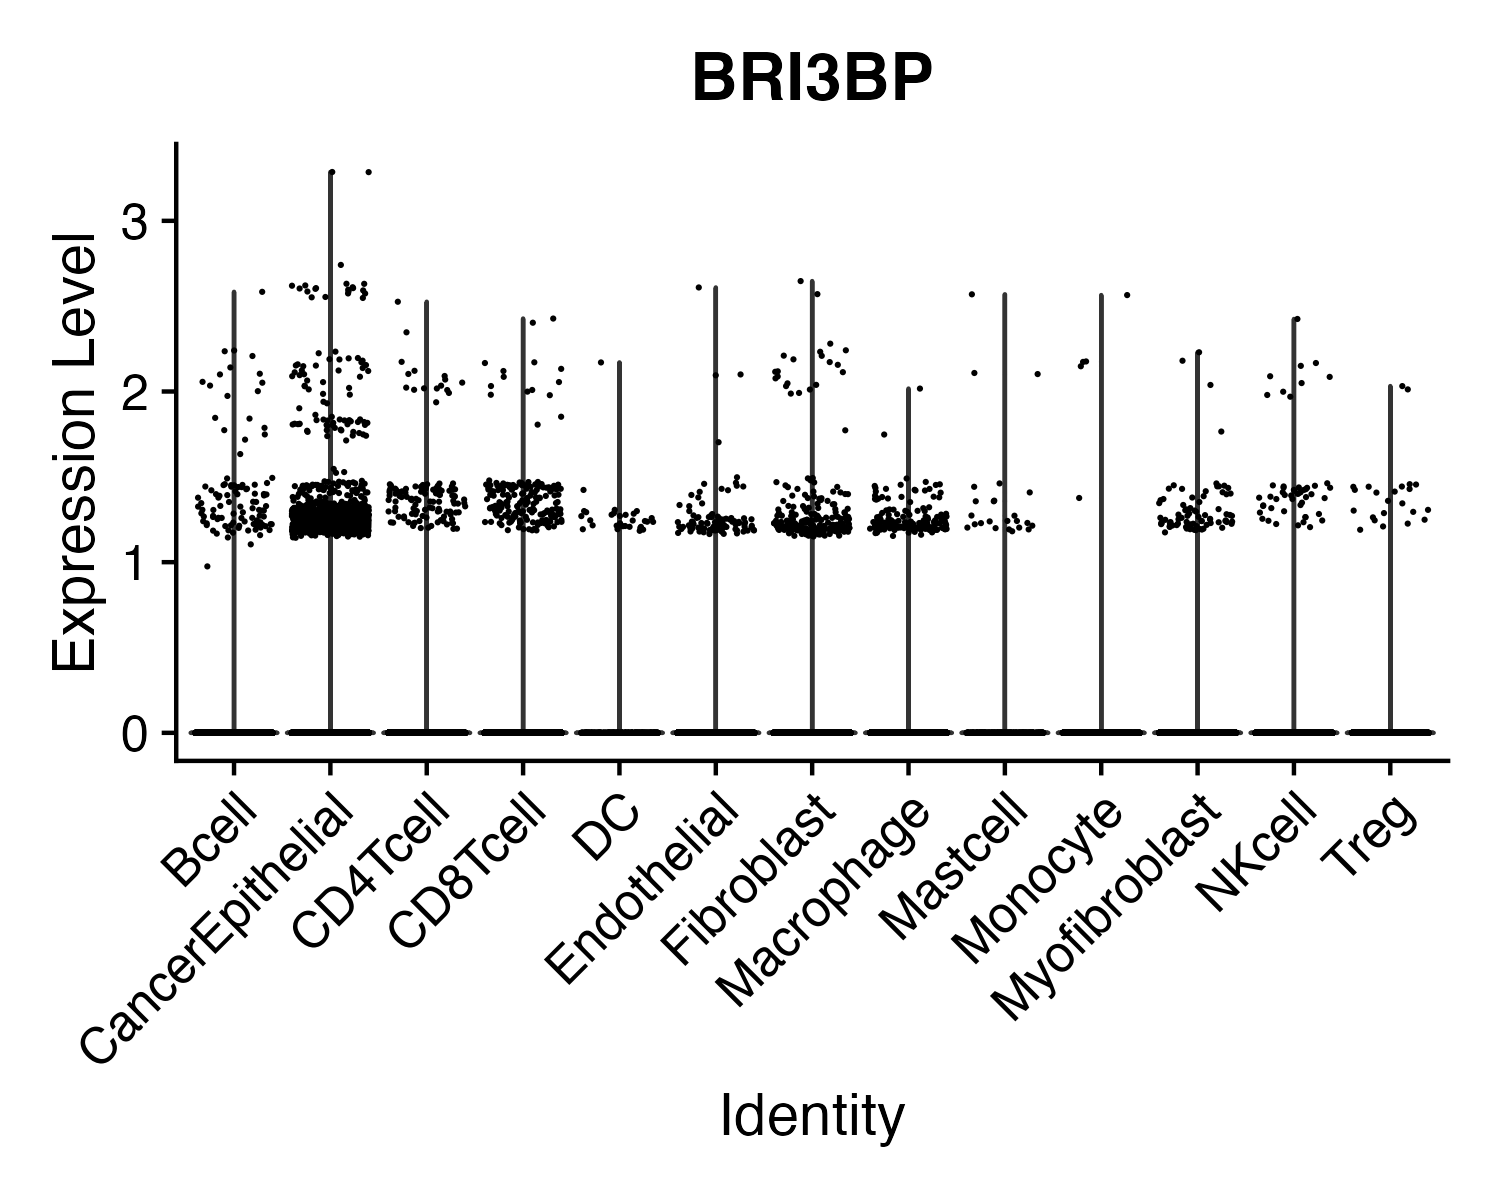 BRI3BP
Expression Level
3
2
1
0
Bcell
CancerEpithelial
CD4Tcell
CD8Tcell
DC
Endothelial
Fibroblast
Macrophage
Mastcell
Monocyte
Myofibroblast
NKcell
Treg
Identity